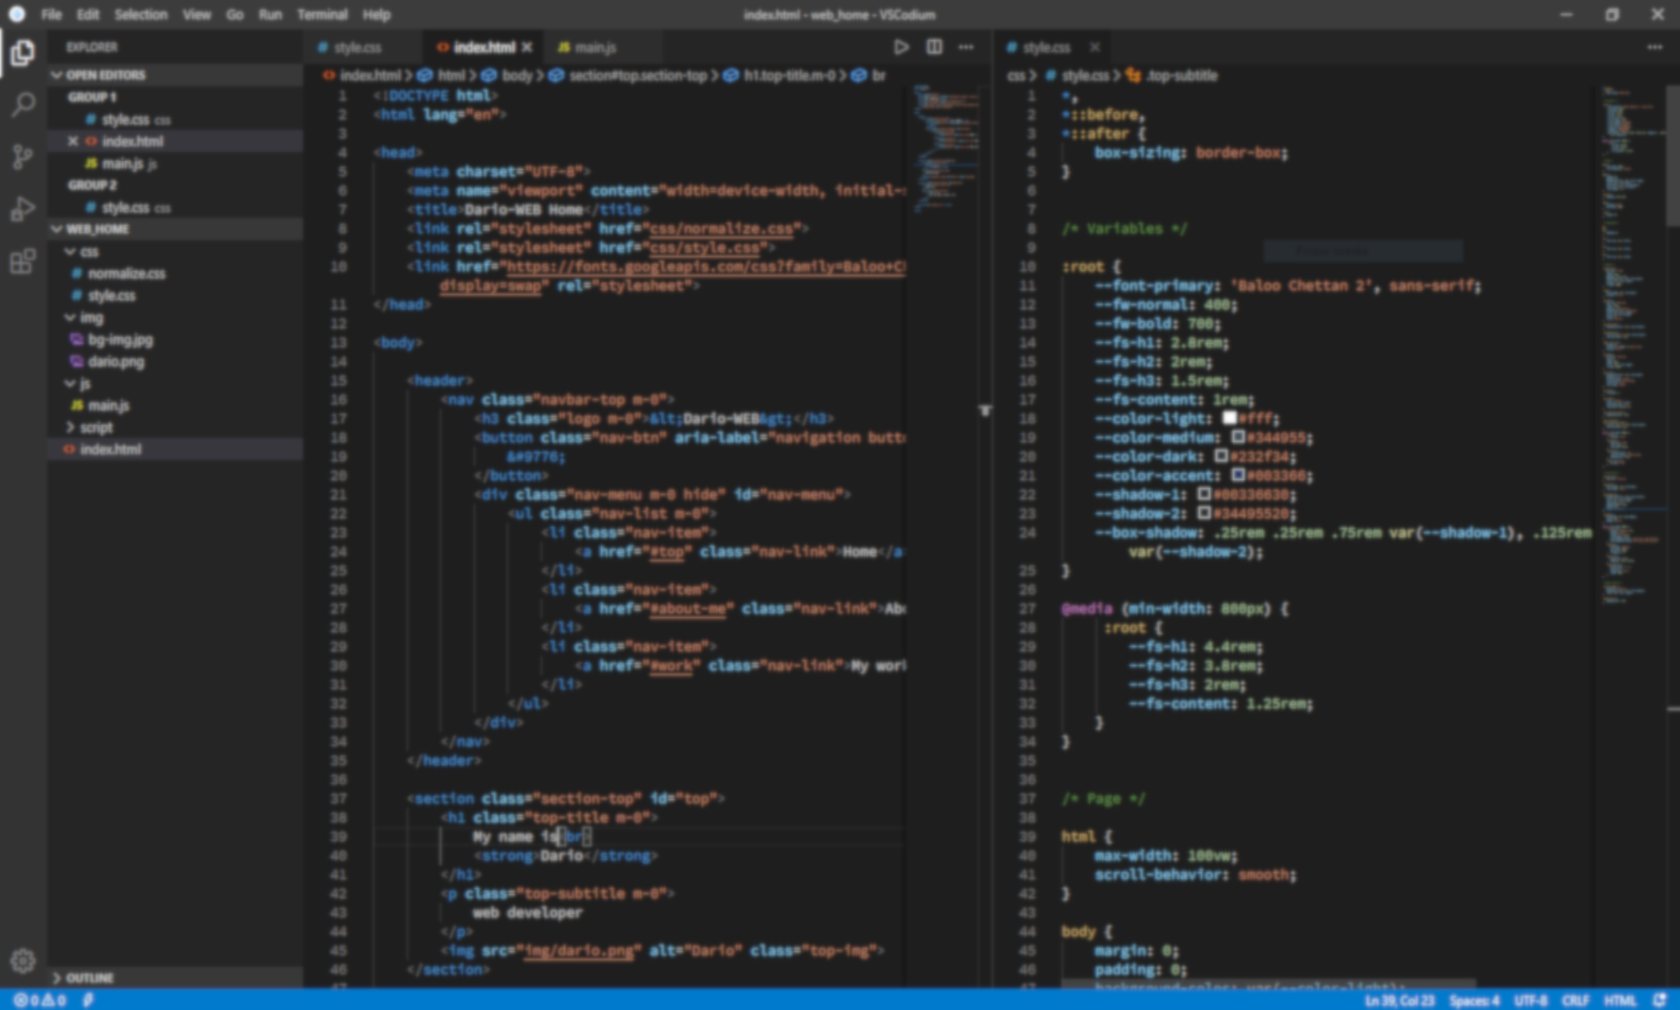 File Edit Selection View Go Run Terminal Help
index.html - web_home - VSCodium
EXPLORER
OPEN EDITORS
GROUP 1
style.css css
index.html
main.js js
GROUP 2
style.css css
WEB_HOME
css
normalize.css
style.css
img
bg-img.jpg
dario.png
js
main.js
script
index.html
OUTLINE
style.css
index.html
main.js
index.html > html > body > section#top.section-top > h1.top-title.m-0 > br
1 <!DOCTYPE html>
2 <html lang="en">
3
4 <head>
5 <meta charset="UTF-8">
6 <meta name="viewport" content="width=device-width, initial-
7 <title>Dario-WEB Home</title>
8 <link rel="stylesheet" href="css/normalize.css">
9 <link rel="stylesheet" href="css/style.css">
10 <link href="https://fonts.googleapis.com/css?family=Baloo+C
display=swap" rel="stylesheet">
11 </head>
12
13 <body>
14
15 <header>
16 <nav class="navbar-top m-0">
17 <h3 class="logo m-0">&lt;Dario-WEB&gt;</h3>
18 <button class="nav-btn" aria-label="navigation butt
19 &#9776;
20 </button>
21 <div class="nav-menu m-0 hide" id="nav-menu">
22 <ul class="nav-list m-0">
23 <li class="nav-item">
24 <a href="#top" class="nav-link">Home</a
25 </li>
26 <li class="nav-item">
27 <a href="#about-me" class="nav-link">Ab
28 </li>
29 <li class="nav-item">
30 <a href="#work" class="nav-link">My wor
31 </li>
32 </ul>
33 </div>
34 </nav>
35 </header>
36
37 <section class="section-top" id="top">
38 <h1 class="top-title m-0">
39 My name is<br>
40 <strong>Dario</strong>
41 </h1>
42 <p class="top-subtitle m-0">
43 web developer
44 </p>
45 <img src="img/dario.png" alt="Dario" class="top-img">
46 </section>
47
style.css
css > style.css > .top-subtitle
1 *,
2 *::before,
3 *::after {
4 box-sizing: border-box;
5 }
6
7
8 /* Variables */
9
10 :root {
11 --font-primary: 'Baloo Chettan 2', sans-serif;
12 --fw-normal: 400;
13 --fw-bold: 700;
14 --fs-h1: 2.8rem;
15 --fs-h2: 2rem;
16 --fs-h3: 1.5rem;
17 --fs-content: 1rem;
18 --color-light: #fff;
19 --color-medium: #344955;
20 --color-dark: #232f34;
21 --color-accent: #003366;
22 --shadow-1: #00336630;
23 --shadow-2: #34495520;
24 --box-shadow: .25rem .25rem .75rem var(--shadow-1), .125rem
var(--shadow-2);
25 }
26
27 @media (min-width: 800px) {
28 :root {
29 --fs-h1: 4.4rem;
30 --fs-h2: 3.8rem;
31 --fs-h3: 2rem;
32 --fs-content: 1.25rem;
33 }
34 }
35
36
37 /* Page */
38
39 html {
40 max-width: 100vw;
41 scroll-behavior: smooth;
42 }
43
44 body {
45 margin: 0;
46 padding: 0;
47 background-color: var(--color-light);
0 0
Ln 39, Col 23 Spaces: 4 UTF-8 CRLF HTML